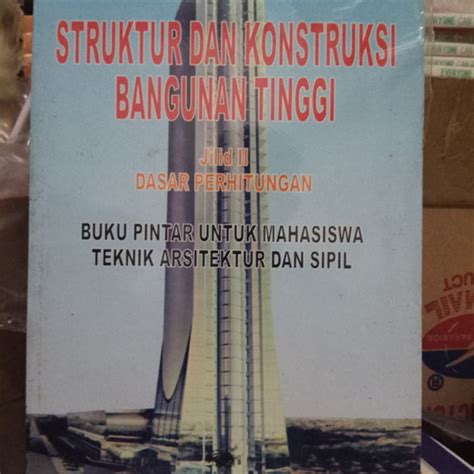 STRUKTUR DAN KONSTRUKSI
BANGUNAN TINGGI
Jilid II
DASAR PERHITUNGAN
BUKU PINTAR UNTUK MAHASISWA
TEKNIK ARSITEKTUR DAN SIPIL